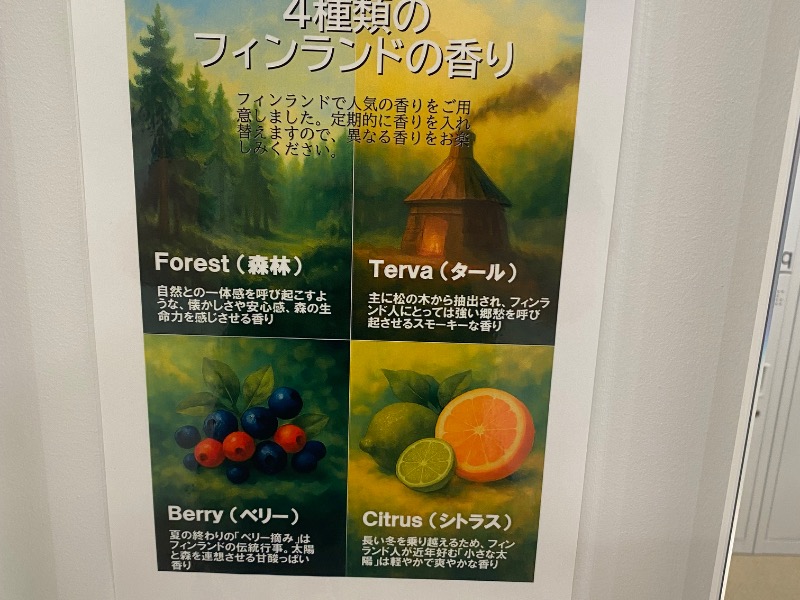 4種類の
フィンランドの香り
フィンランドで人気の香りをご用
意しました。定期的に香りを入れ
替えますので、異なる香りをお楽
しみください。
Forest（森林）
自然との一体感を呼び起こすよ
うな、懐かしさや安心感、森の生
命力を感じさせる香り
Terva（タール）
主に松の木から抽出され、フィンラ
ンド人にとっては強い郷愁を呼び
起させるスモーキーな香り
Berry（ベリー）
夏の終わりの「ベリー摘み」は
フィンランドの伝統行事。太陽
と森を連想させる甘酸っぱい
香り
Citrus（シトラス）
長い冬を乗り越えるため、フィン
ランド人が近年好む「小さな太
陽」は軽やかで爽やかな香り